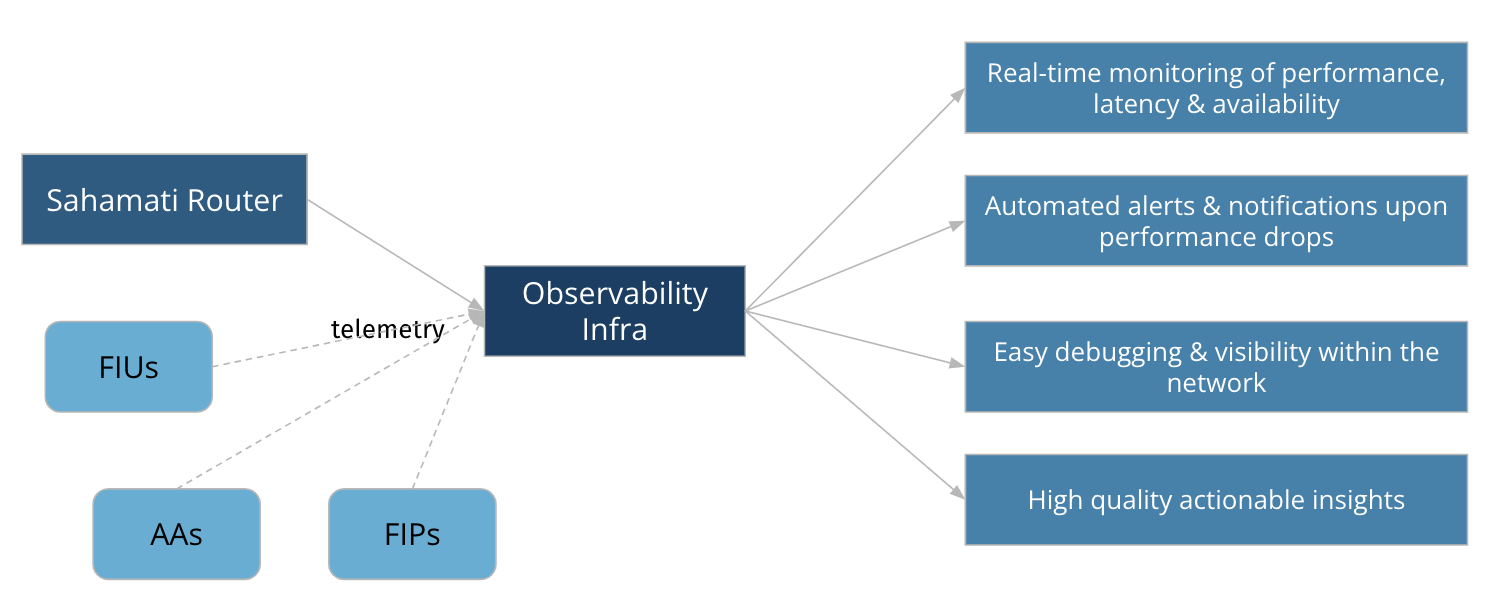 Sahamati Router
FIUs
telemetry
AAs
FIPs
Observability
Infra
Real-time monitoring of performance,
latency & availability
Automated alerts & notifications upon
performance drops
Easy debugging & visibility within the
network
High quality actionable insights